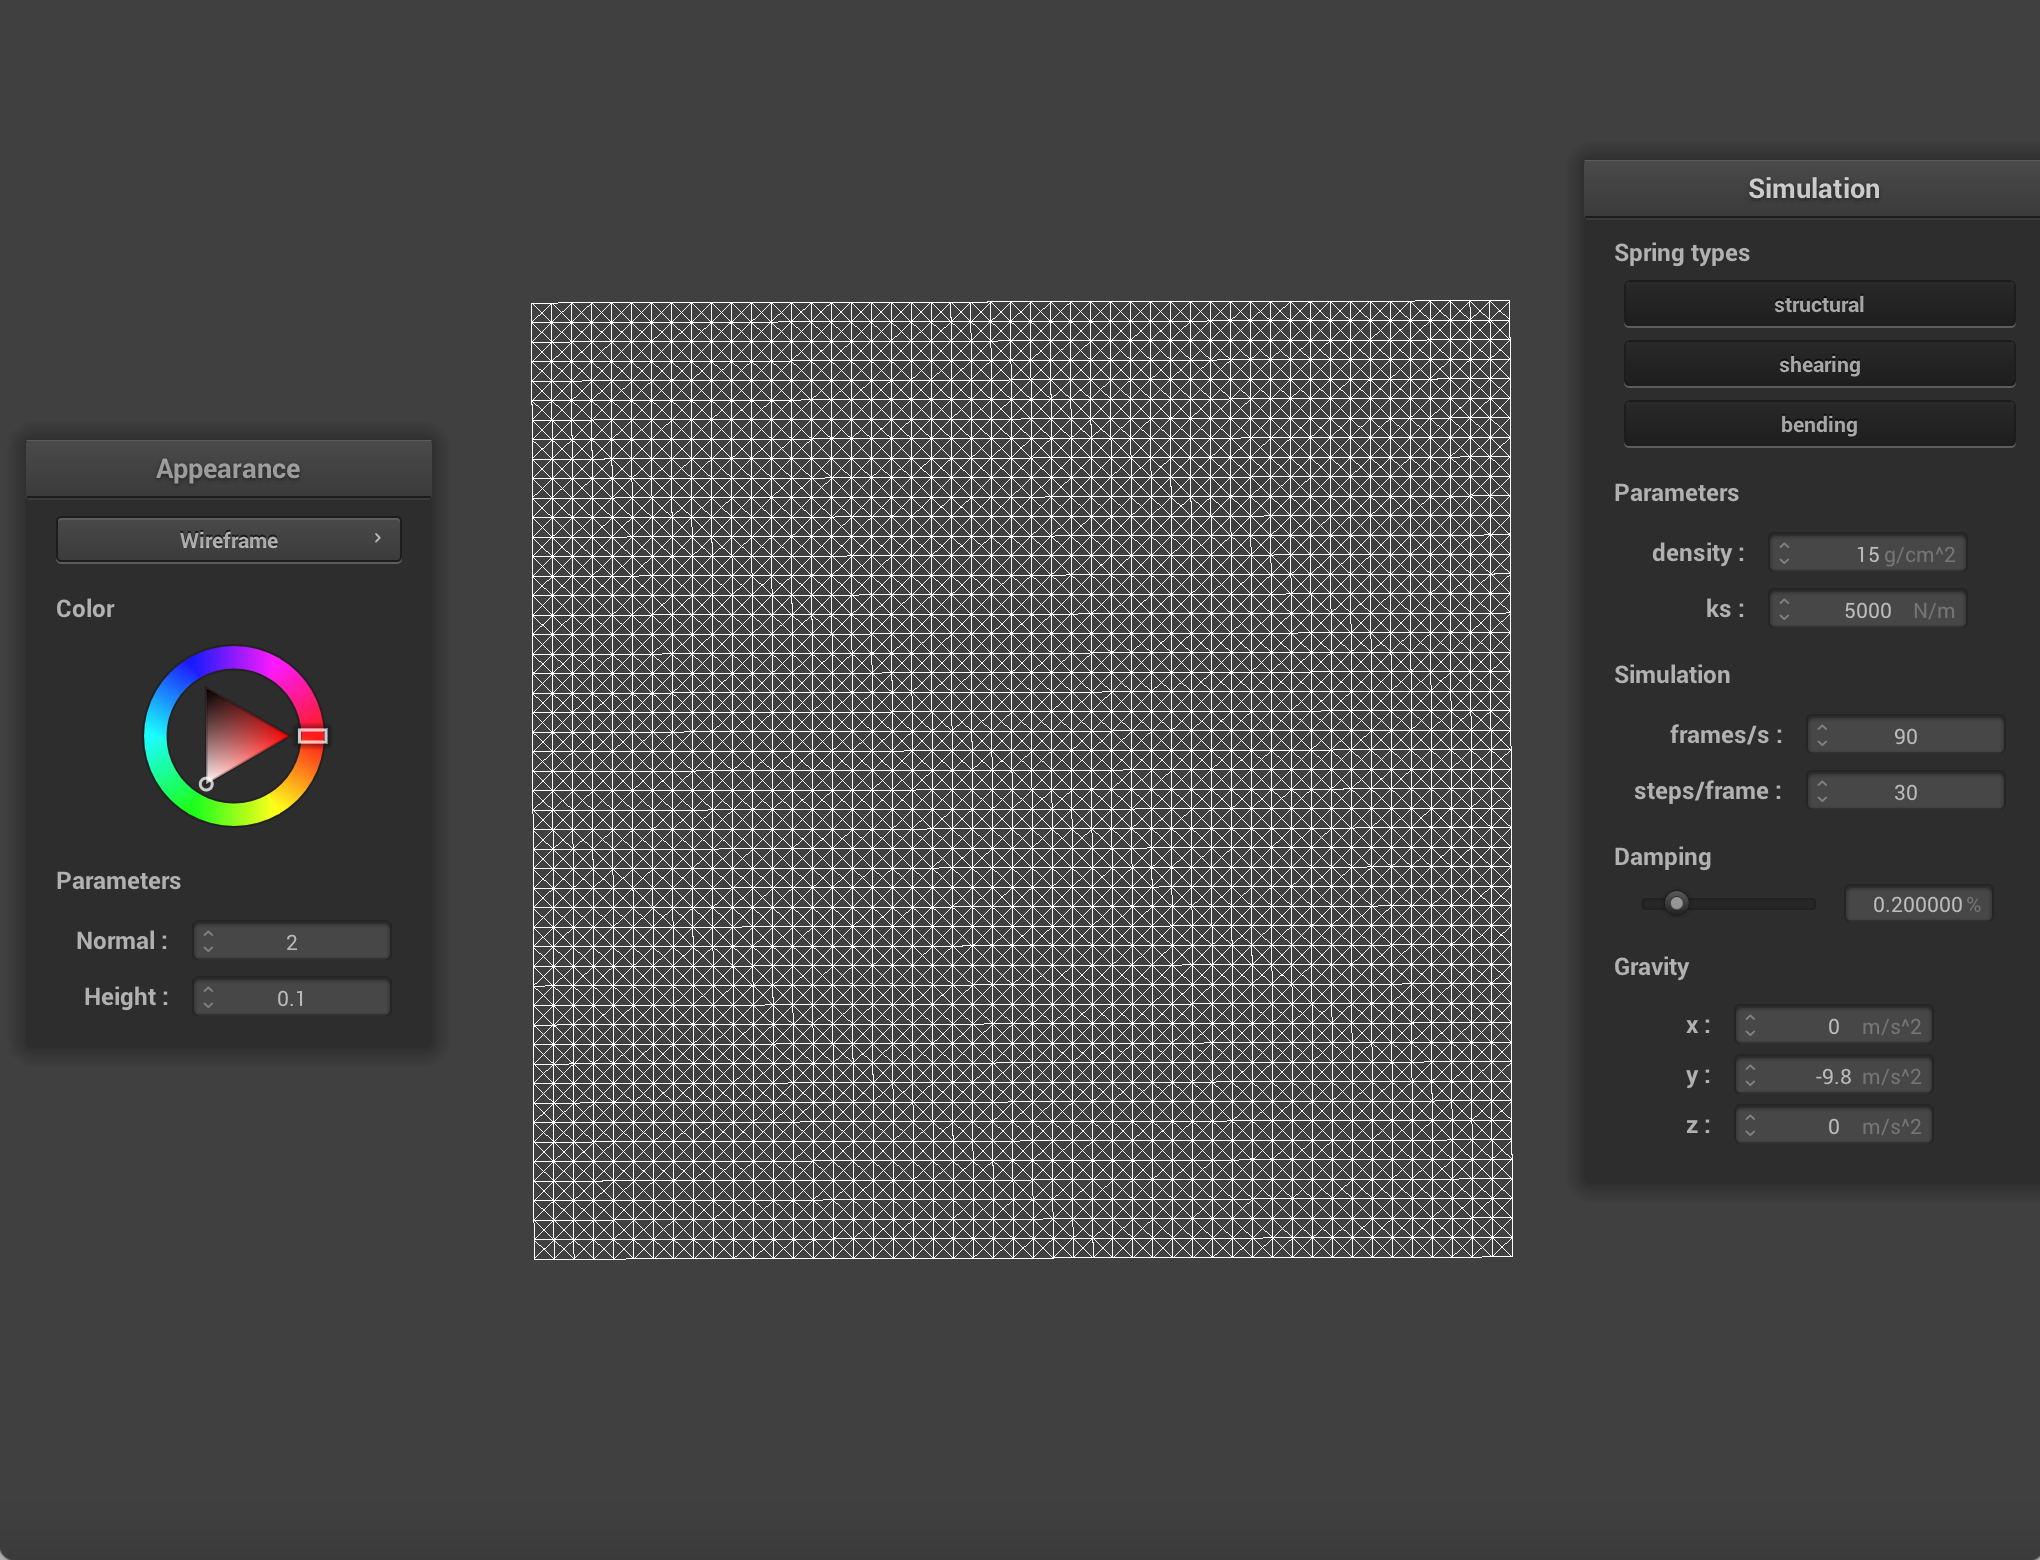 Appearance
Wireframe
Color
Parameters
Normal : 2
Height : 0.1
Simulation
Spring types
structural
shearing
bending
Parameters
density : 15 g/cm^2
ks : 5000 N/m
Simulation
frames/s : 90
steps/frame : 30
Damping
0.200000 %
Gravity
x : 0 m/s^2
y : -9.8 m/s^2
z : 0 m/s^2